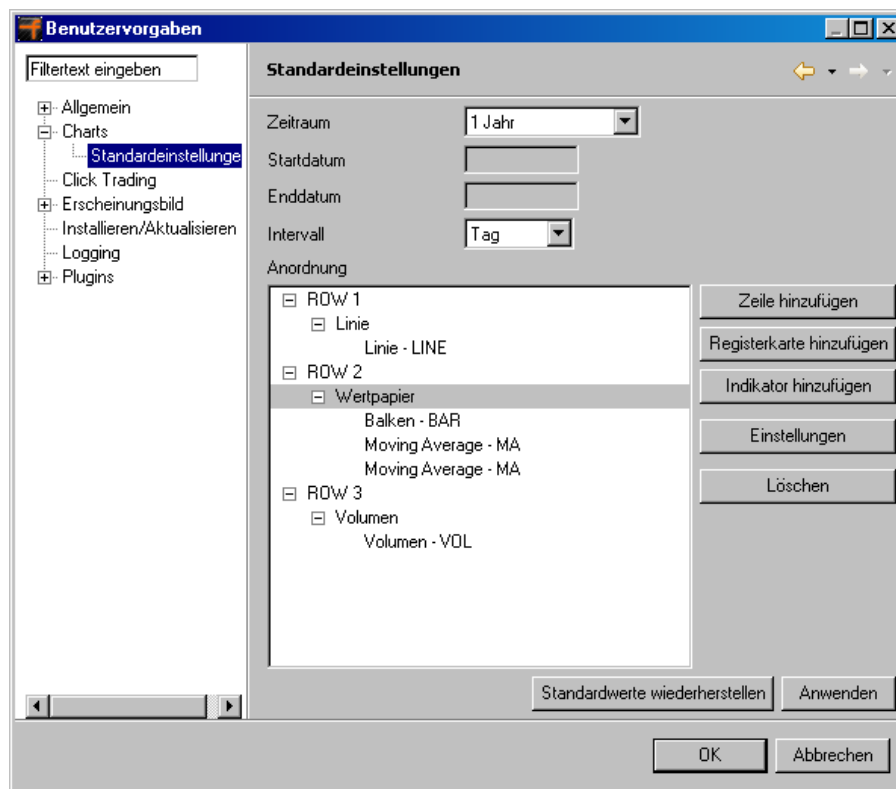 Benutzervorgaben
Filtertext eingeben
Allgemein
Charts
Standardeinstellunge
Click Trading
Erscheinungsbild
Installieren/Aktualisieren
Logging
Plugins
Standardeinstellungen
Zeitraum
1 Jahr
Startdatum
Enddatum
Intervall
Tag
Anordnung
ROW 1
Linie
Linie - LINE
ROW 2
Wertpapier
Balken - BAR
Moving Average - MA
Moving Average - MA
ROW 3
Volumen
Volumen - VOL
Zeile hinzufügen
Registerkarte hinzufügen
Indikator hinzufügen
Einstellungen
Löschen
Standardwerte wiederherstellen
Anwenden
OK
Abbrechen